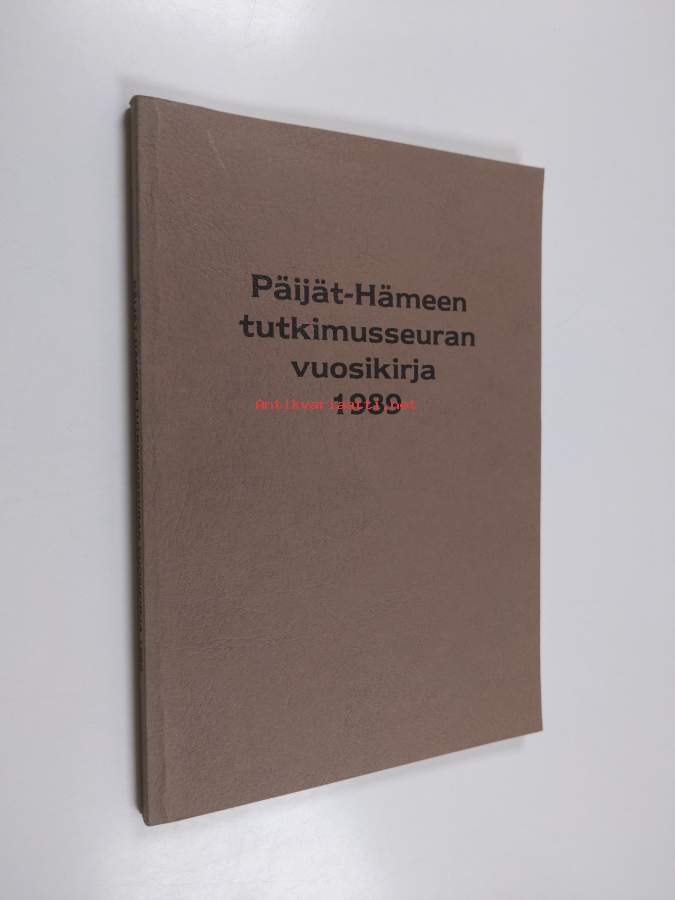 Päijät-Hämeen
tutkimusseuran
vuosikirja
1989
Antikvariaatti.net